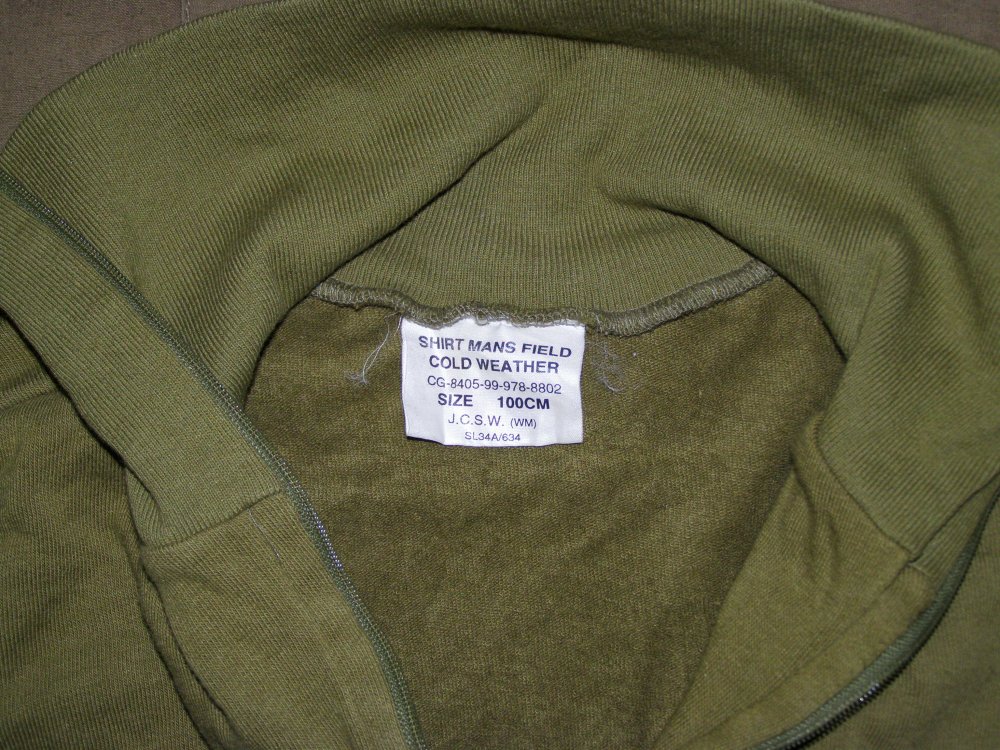 SHIRT MANS FIELD
COLD WEATHER
CG-8405-99-978-8802
SIZE 100CM
J.C.S.W. (WM)
SL34A/634